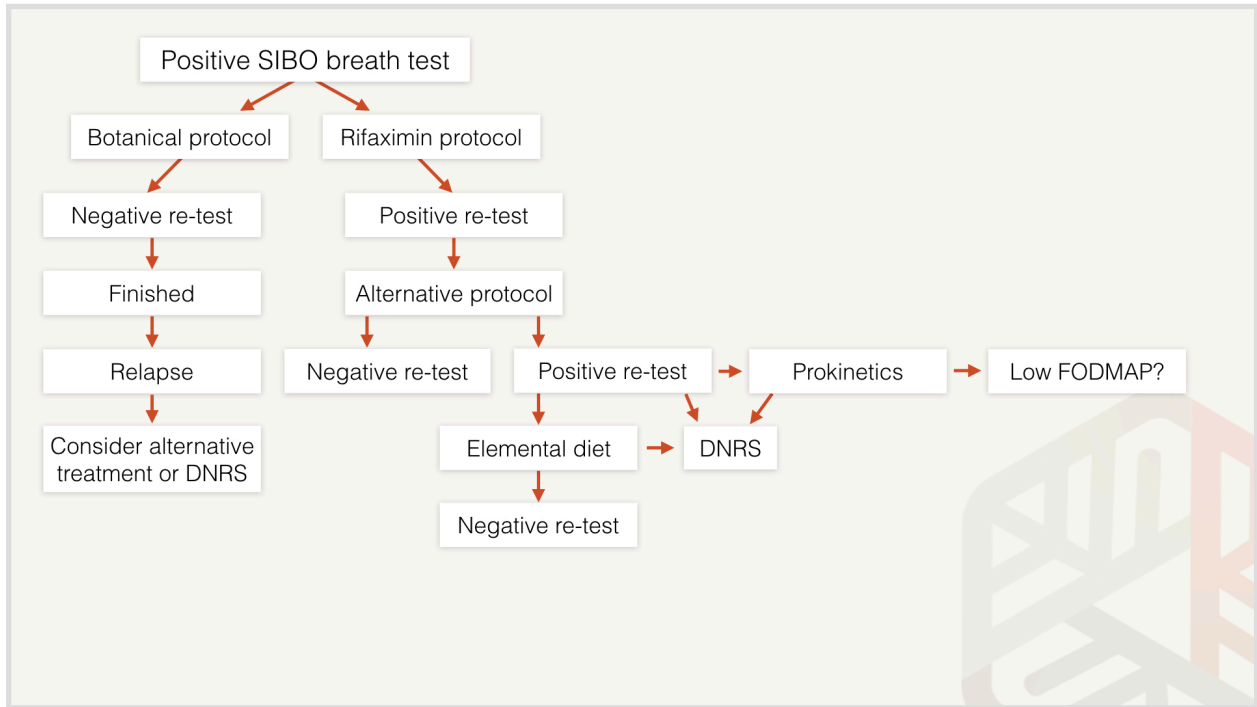 Positive SIBO breath test
Botanical protocol
Rifaximin protocol
Negative re-test
Positive re-test
Finished
Alternative protocol
Relapse
Negative re-test
Positive re-test
Prokinetics
Low FODMAP?
Consider alternative
treatment or DNRS
Elemental diet
DNRS
Negative re-test